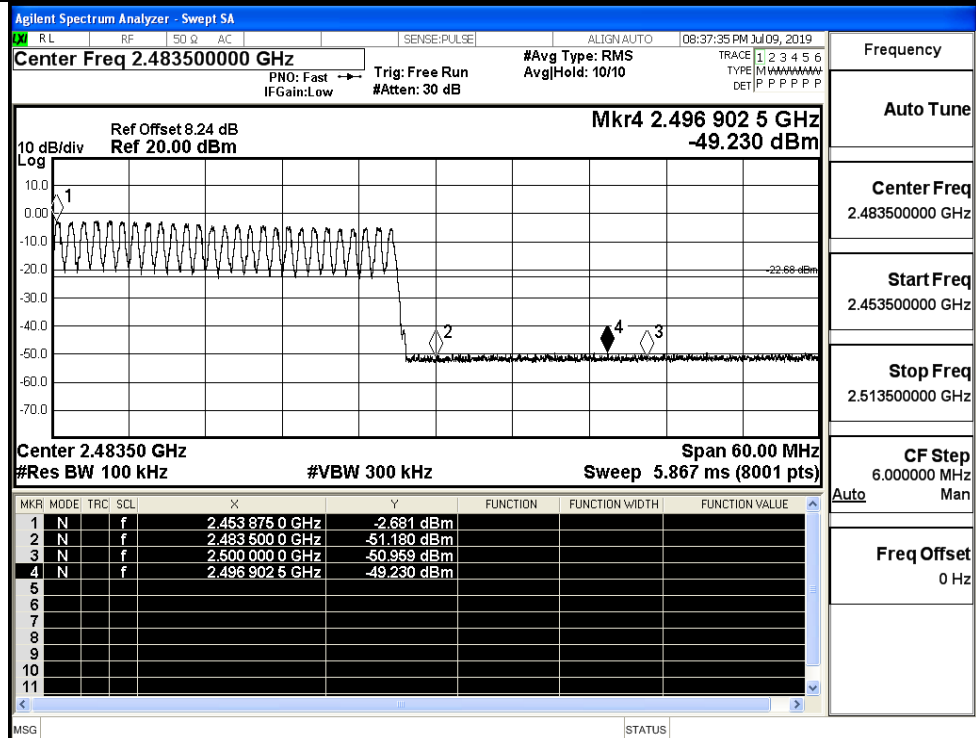 Agilent Spectrum Analyzer - Swept SA
LXI RL RF 50 Ω AC SENSE:PULSE ALIGN AUTO 08:37:35 PM Jul 09, 2019
Center Freq 2.483500000 GHz
PNO: Fast
IFGain:Low
Trig: Free Run
#Atten: 30 dB
#Avg Type: RMS
Avg|Hold: 10/10
TRACE 1 2 3 4 5 6
TYPE M WWWWW
DET P P P P P P
Mkr4 2.496 902 5 GHz
-49.230 dBm
Ref Offset 8.24 dB
10 dB/div Ref 20.00 dBm
Log
10.0
0.00
-10.0
-20.0
-30.0
-40.0
-50.0
-60.0
-70.0
1
-22.68 dBm
2
4
3
Center 2.48350 GHz Span 60.00 MHz
#Res BW 100 kHz #VBW 300 kHz Sweep 5.867 ms (8001 pts)
MKR MODE TRC SCL X Y FUNCTION FUNCTION WIDTH FUNCTION VALUE
1 N f 2.453 875 0 GHz -2.681 dBm
2 N f 2.483 500 0 GHz -51.180 dBm
3 N f 2.500 000 0 GHz -50.959 dBm
4 N f 2.496 902 5 GHz -49.230 dBm
5
6
7
8
9
10
11
MSG STATUS
Frequency
Auto Tune
Center Freq
2.483500000 GHz
Start Freq
2.453500000 GHz
Stop Freq
2.513500000 GHz
CF Step
6.000000 MHz
Auto Man
Freq Offset
0 Hz